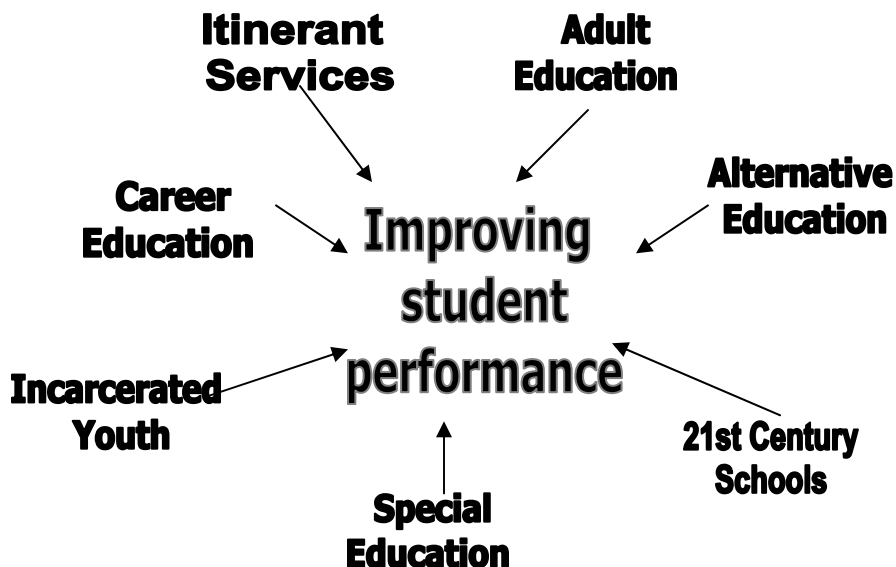 Itinerant
Services
Adult
Education
Alternative
Education
Career
Education
Improving
student
performance
Incarcerated
Youth
21st Century
Schools
Special
Education